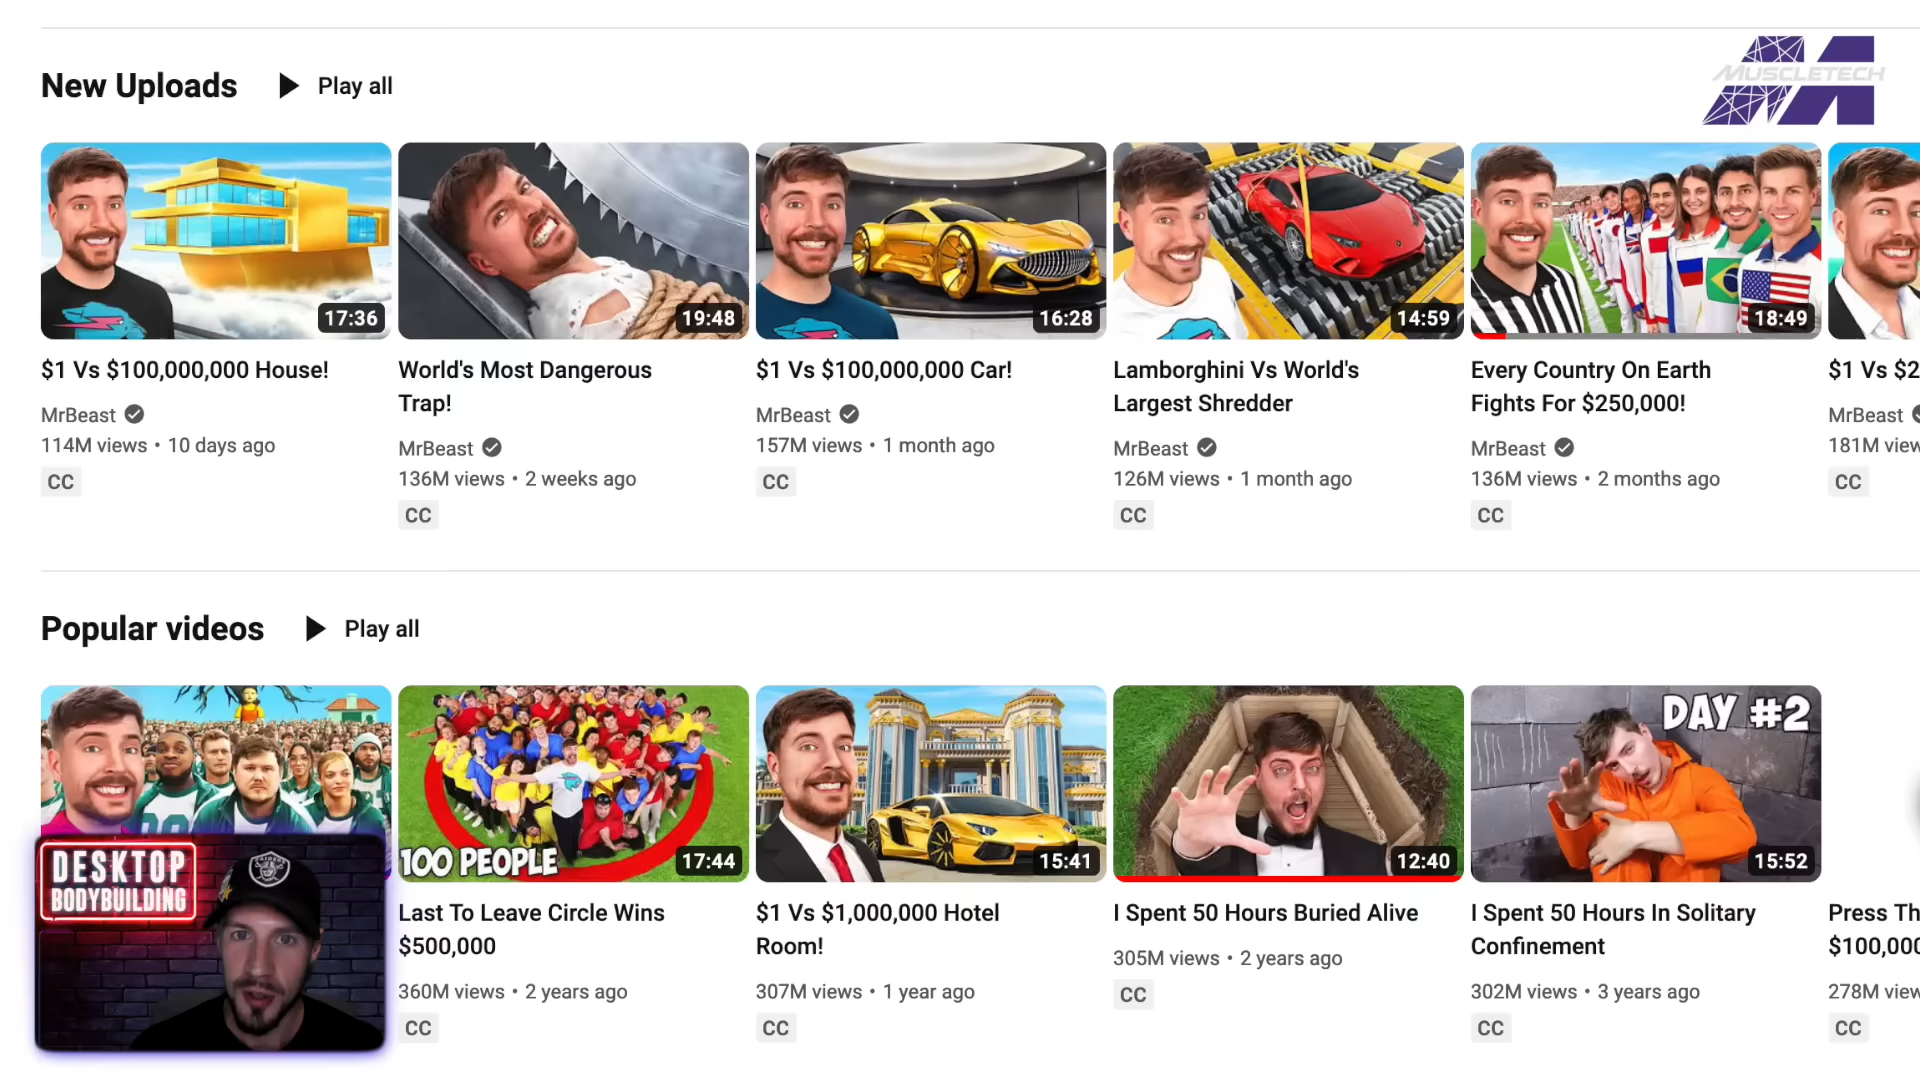 New Uploads
Play all
MUSCLETECH
17:36
19:48
16:28
14:59
18:49
$1 Vs $100,000,000 House!
MrBeast
114M views • 10 days ago
CC
World's Most Dangerous
Trap!
MrBeast
136M views • 2 weeks ago
CC
$1 Vs $100,000,000 Car!
MrBeast
157M views • 1 month ago
CC
Lamborghini Vs World's
Largest Shredder
MrBeast
126M views • 1 month ago
CC
Every Country On Earth
Fights For $250,000!
MrBeast
136M views • 2 months ago
CC
$1 Vs $2
MrBeast
181M view
CC
Popular videos
Play all
100 PEOPLE
17:44
15:41
12:40
DAY #2
15:52
DESKTOP
BODYBUILDING
RAIDERS
Last To Leave Circle Wins
$500,000
360M views • 2 years ago
CC
$1 Vs $1,000,000 Hotel
Room!
307M views • 1 year ago
CC
I Spent 50 Hours Buried Alive
305M views • 2 years ago
CC
I Spent 50 Hours In Solitary
Confinement
302M views • 3 years ago
CC
Press Th
$100,000
278M view
CC